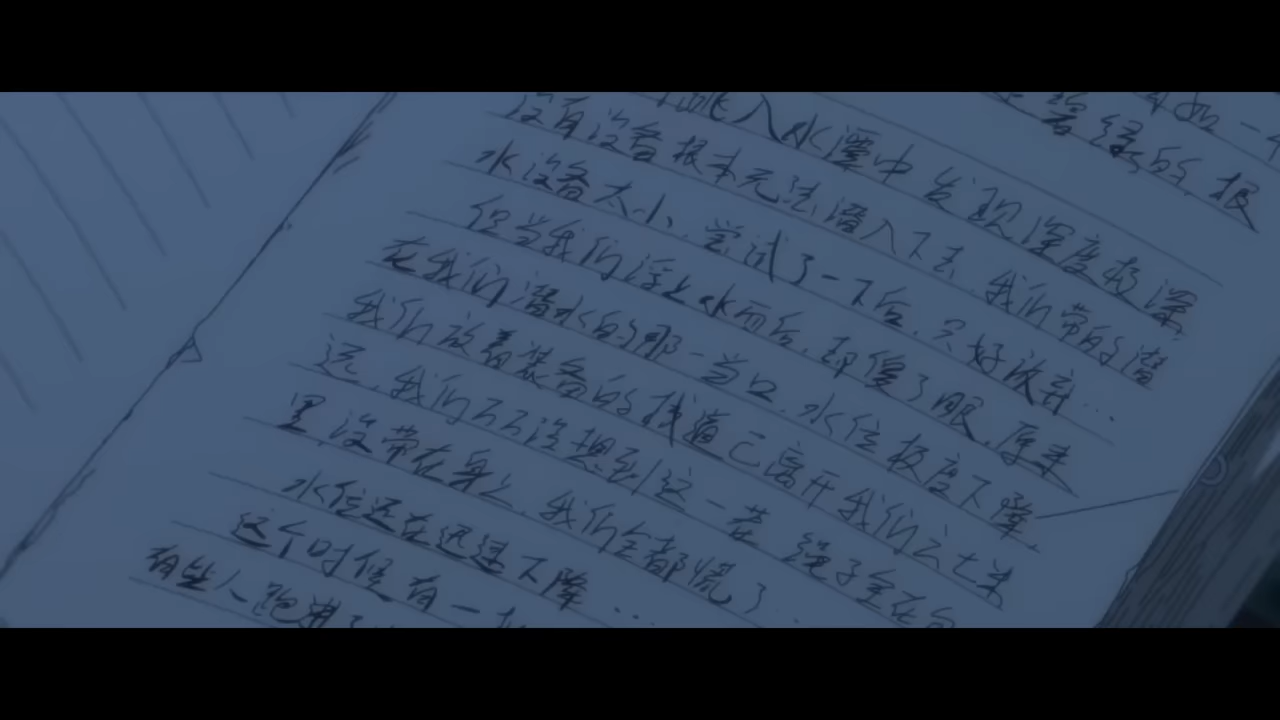 着绿的,根
跳入水潭中发现深度极深,
没有设备根本无法潜入下去,我们带的潜
水设备太小,尝试了一下后,只好放弃…
但当我们浮上水面后,却傻了眼,原来
在我们潜水的那一当口,水位极度下降,
我们放着装备的栈道已离开我们六七米
远,我们万万没想到这一茬,绳子全在包
里,没带在身上,我们全都慌了
水位还在迅速下降…
这个时候有一
有些人跑进了